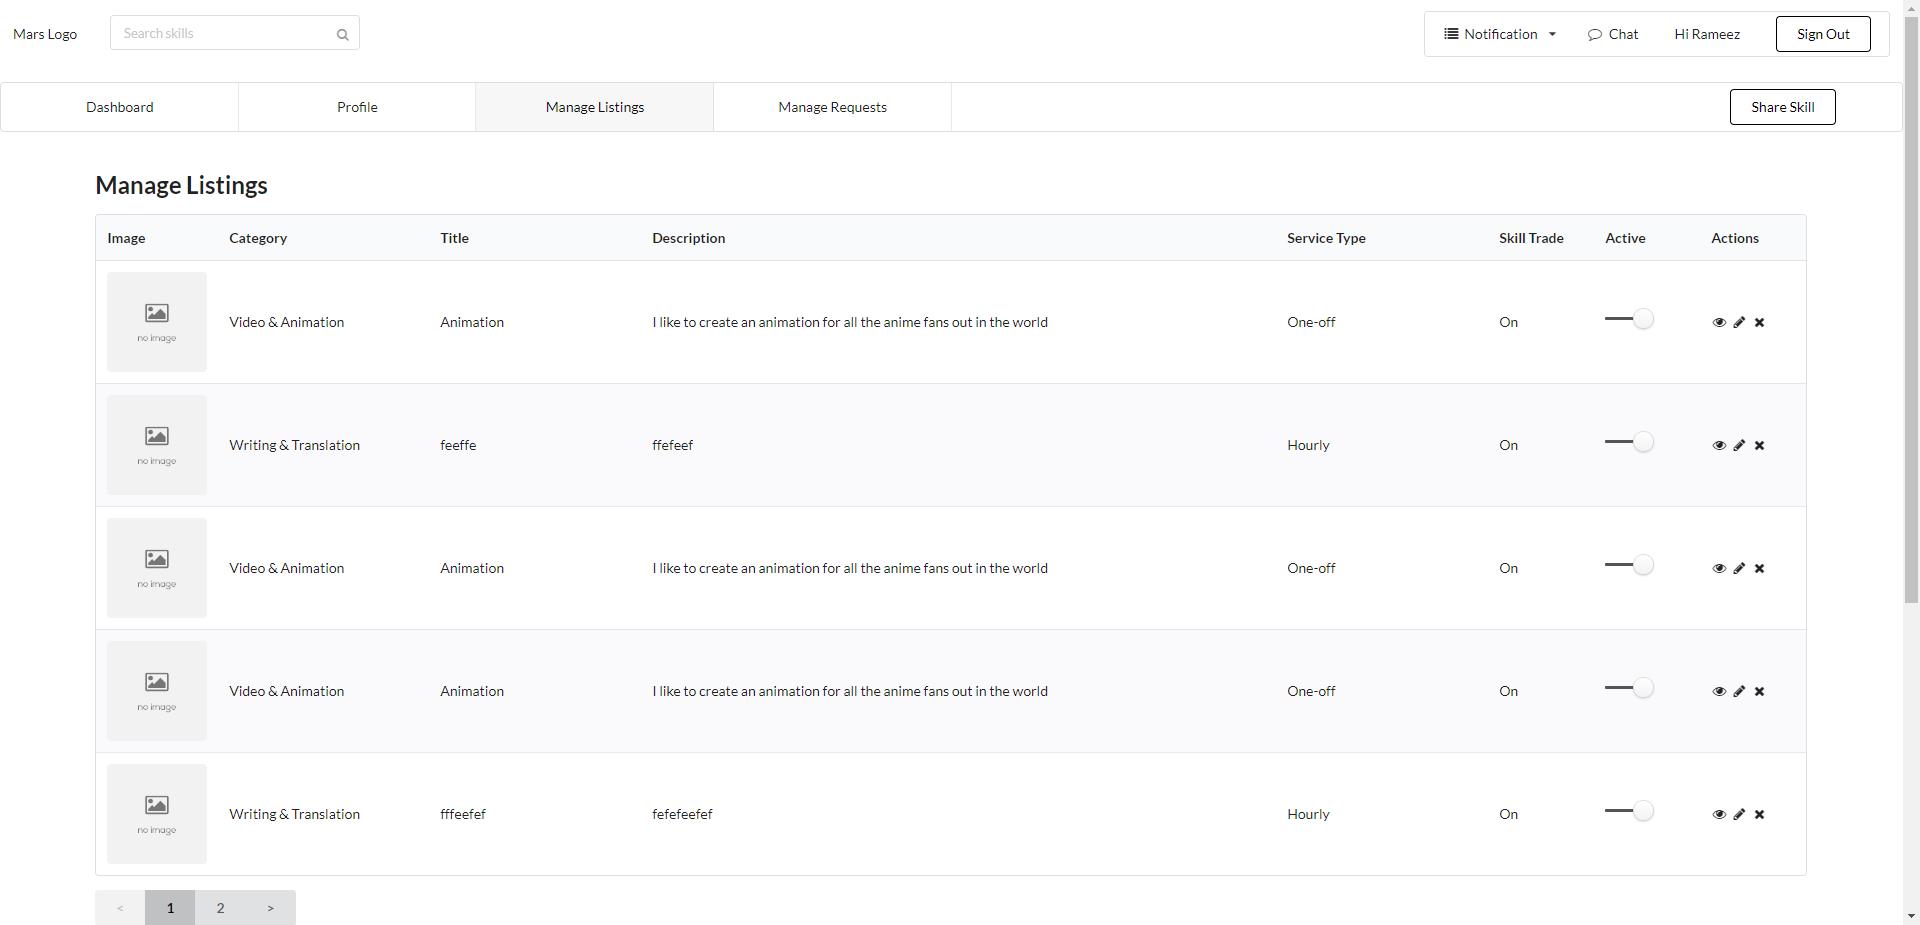 Mars Logo
Search skills
Notification
Chat
Hi Rameez
Sign Out
Dashboard
Profile
Manage Listings
Manage Requests
Share Skill
Manage Listings
Image Category Title Description Service Type Skill Trade Active Actions
no image
Video & Animation Animation I like to create an animation for all the anime fans out in the world One-off On
no image
Writing & Translation feeffe ffefeef Hourly On
no image
Video & Animation Animation I like to create an animation for all the anime fans out in the world One-off On
no image
Video & Animation Animation I like to create an animation for all the anime fans out in the world One-off On
no image
Writing & Translation fffeefef fefefeefef Hourly On
no image
< 1 2 >